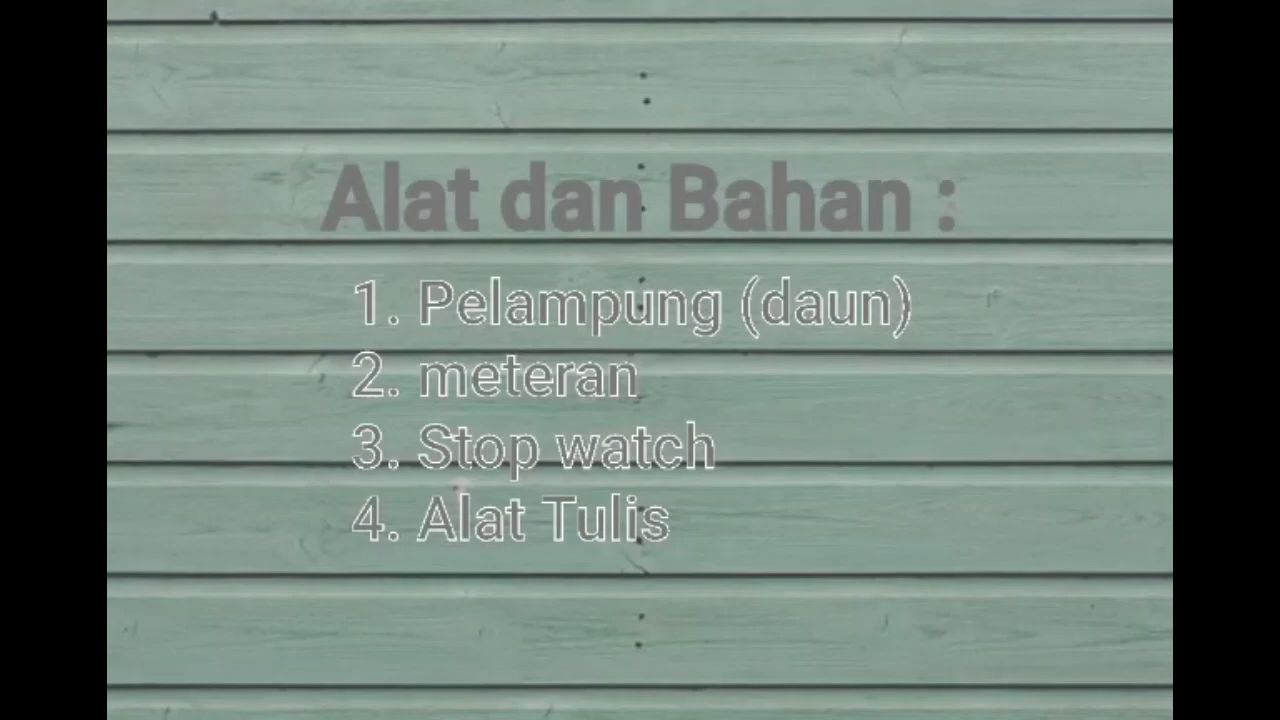 Alat dan Bahan :
1. Pelampung (daun)
2. meteran
3. Stop watch
4. Alat Tulis